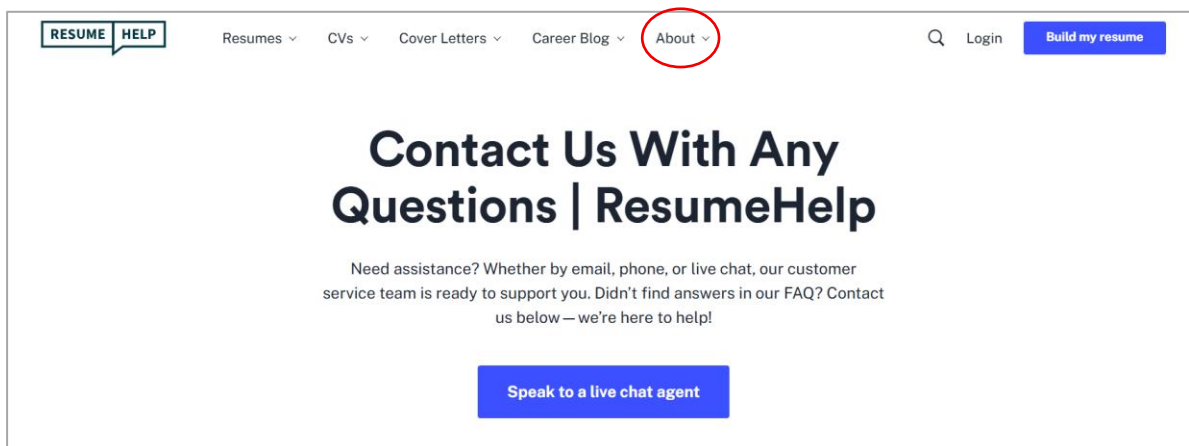 RESUME HELP
Resumes CVs Cover Letters Career Blog About Login Build my resume
Contact Us With Any
Questions | ResumeHelp
Need assistance? Whether by email, phone, or live chat, our customer
service team is ready to support you. Didn’t find answers in our FAQ? Contact
us below—we’re here to help!
Speak to a live chat agent